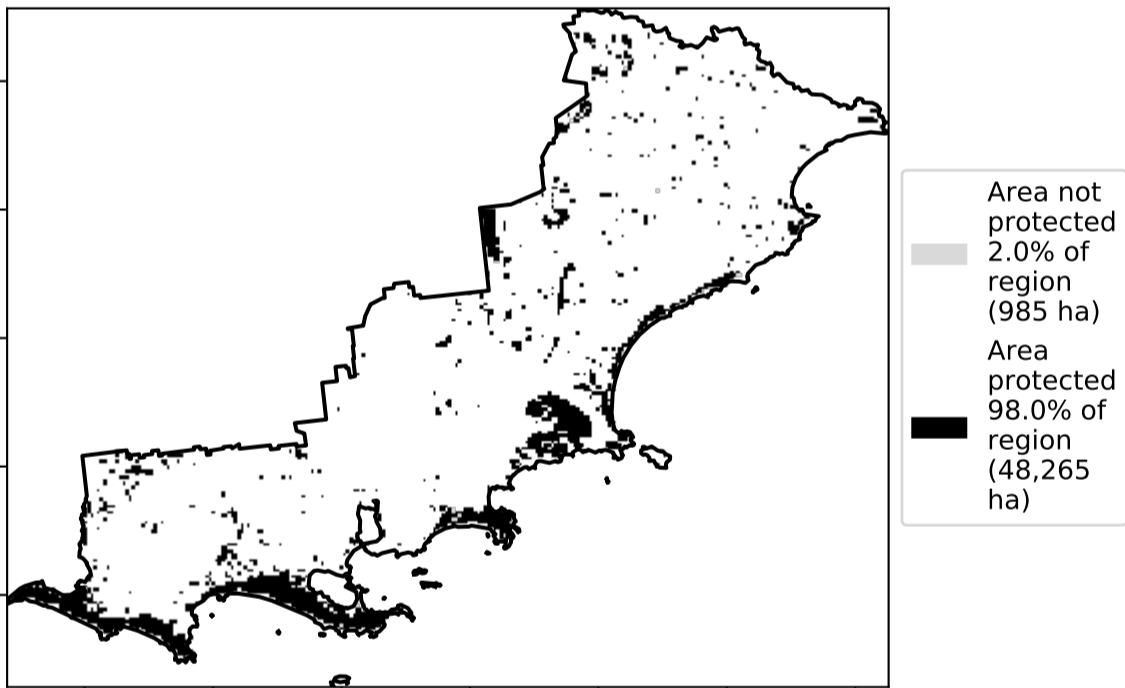 Area not
protected
2.0% of
region
(985 ha)
Area
protected
98.0% of
region
(48,265
ha)